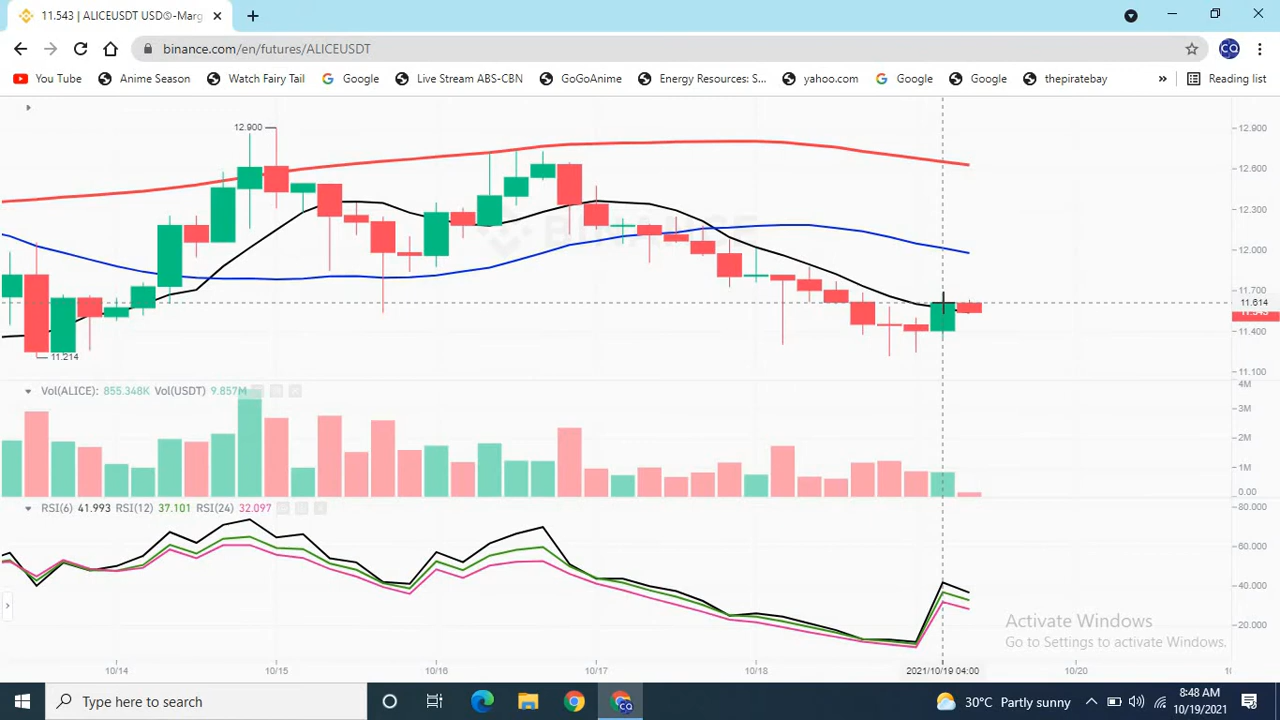 11.543 | ALICEUSDT USD®-Marg
binance.com/en/futures/ALICEUSDT
You Tube Anime Season Watch Fairy Tail Google Live Stream ABS-CBN GoGoAnime Energy Resources: S... yahoo.com Google Google thepiratebay » Reading list
12.900
12.900
12.600
12.300
BINANCE
12.000
11.700
11.614
11.543
11.400
11.214
11.100
Vol(ALICE): 855.348K Vol(USDT) 9.857M
4M
3M
2M
1M
0.00
RSI(6) 41.993 RSI(12) 37.101 RSI(24) 32.097
80.000
60.000
40.000
20.000
Activate Windows
Go to Settings to activate Windows.
10/14 10/15 10/16 10/17 10/18 2021/10/19 04:00 10/20
Type here to search
30°C Partly sunny
8:48 AM
10/19/2021